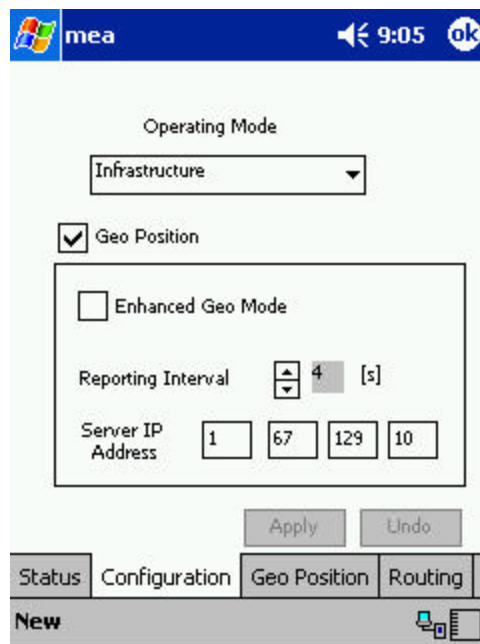 mea 9:05 ok
Operating Mode
Infrastructure
Geo Position
Enhanced Geo Mode
Reporting Interval 4 [s]
Server IP
Address 1 67 129 10
Apply Undo
Status Configuration Geo Position Routing
New